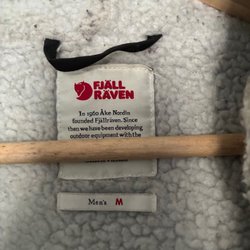 FJÄLL
RÄVEN
In 1960 Åke Nordin
founded Fjällräven. Since
then we have been developing
outdoor equipment with the
Men's M